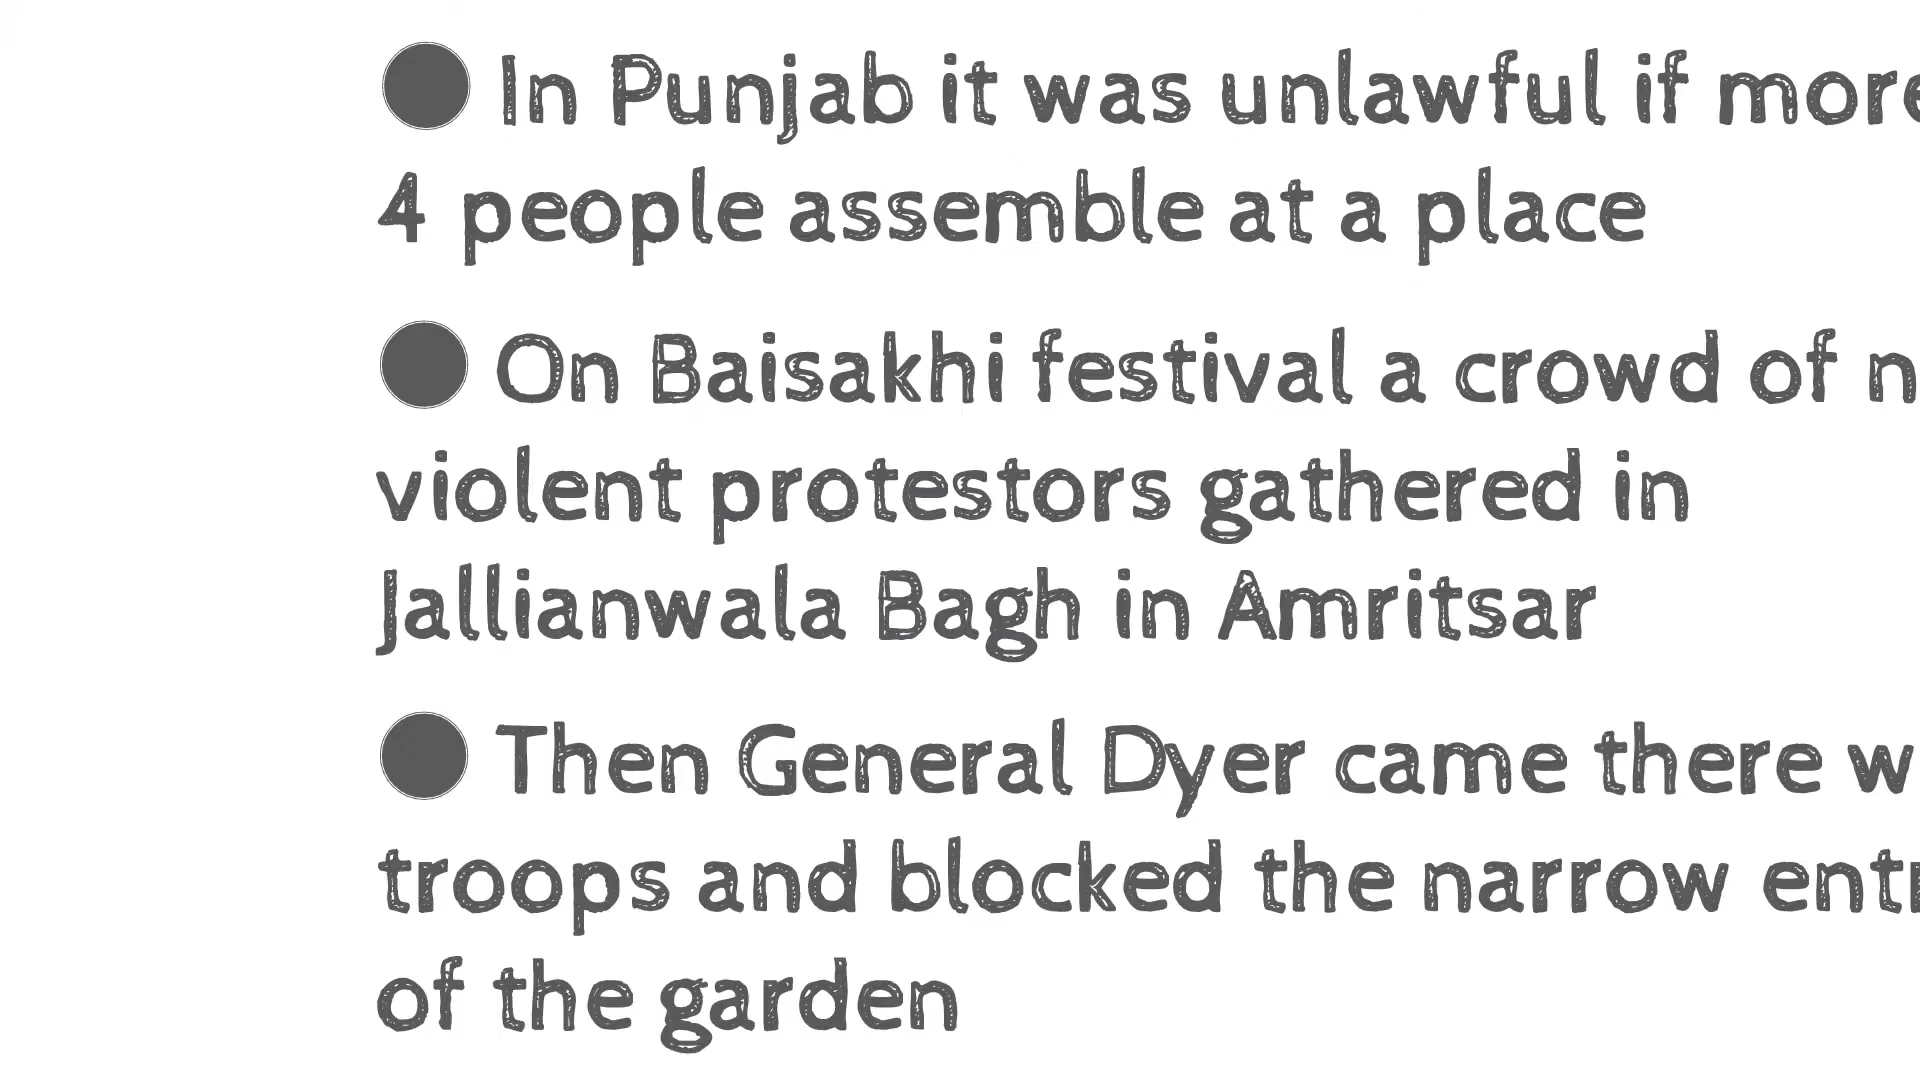 ● In Punjab it was unlawful if more
4 people assemble at a place
● On Baisakhi festival a crowd of
violent protestors gathered in
Jallianwala Bagh in Amritsar
● Then General Dyer came there
troops and blocked the narrow
of the garden